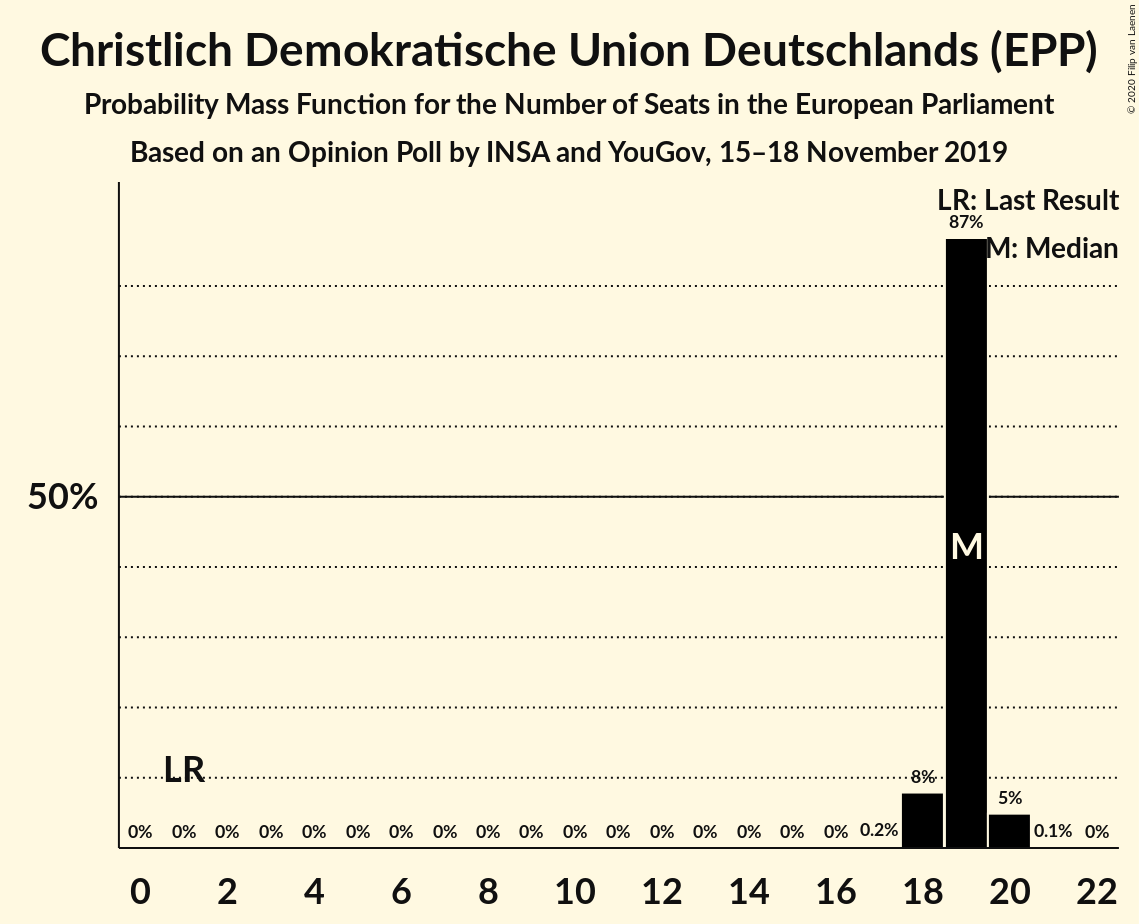 Christlich Demokratische Union Deutschlands (EPP)
Probability Mass Function for the Number of Seats in the European Parliament
Based on an Opinion Poll by INSA and YouGov, 15–18 November 2019
© 2020 Filip van Laenen
LR: Last Result
87%
M: Median
50%
M
LR
8%
5%
0% 0% 0% 0% 0% 0% 0% 0% 0% 0% 0% 0% 0% 0% 0% 0% 0% 0.2% 0.1% 0%
0 2 4 6 8 10 12 14 16 18 20 22